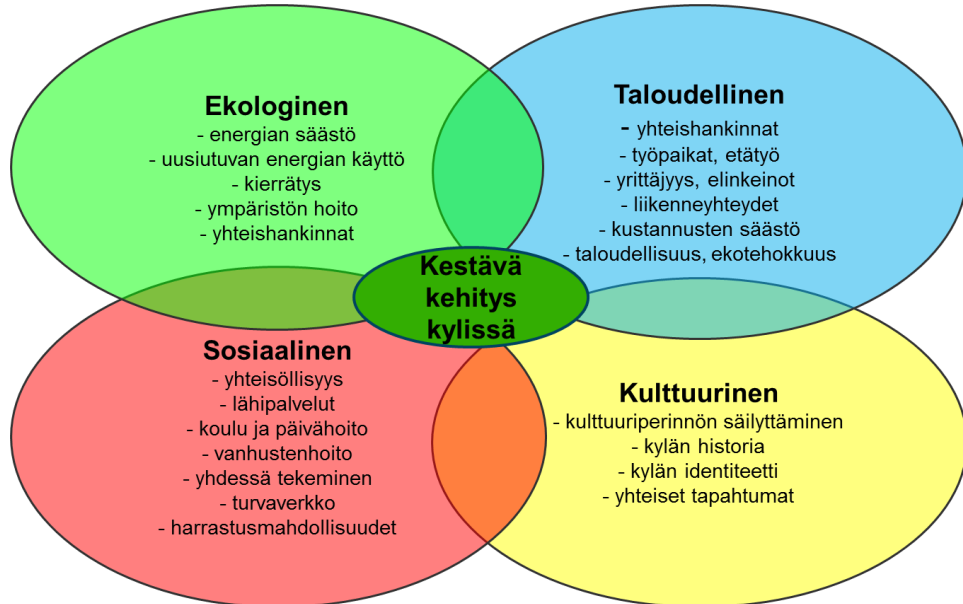 Ekologinen
- energian säästö
- uusiutuvan energian käyttö
- kierrätys
- ympäristön hoito
- yhteishankinnat
Taloudellinen
- yhteishankinnat
- työpaikat, etätyö
- yrittäjyys, elinkeinot
- liikenneyhteydet
- kustannusten säästö
- taloudellisuus, ekotehokkuus
Kestävä
kehitys
kylissä
Sosiaalinen
- yhteisöllisyys
- lähipalvelut
- koulu ja päivähoito
- vanhustenhoito
- yhdessä tekeminen
- turvaverkko
- harrastusmahdollisuudet
Kulttuurinen
- kulttuuriperinnön säilyttäminen
- kylän historia
- kylän identiteetti
- yhteiset tapahtumat